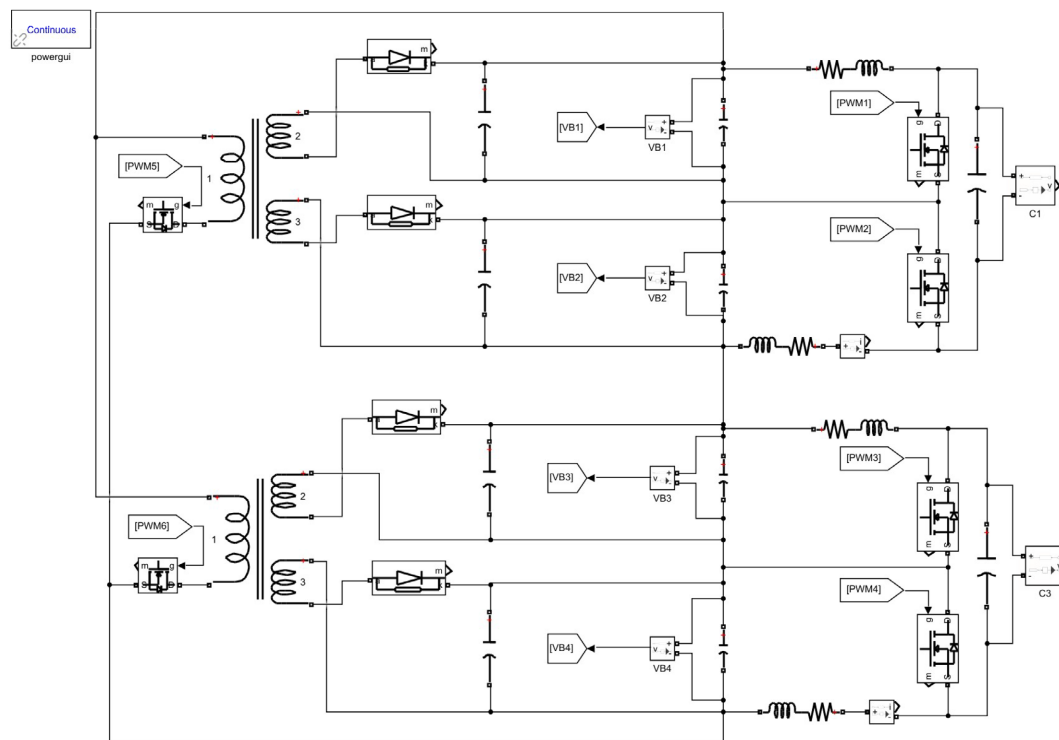 Continuous
powergui
m
a k
[PWM1]
g D
2
[VB1]
v + -
VB1
[PWM5]
1
m g
S D
m S
+ - v
C1
3
m
a k
[PWM2]
g D
[VB2]
v + -
VB2
m S
+ - i
m
a k
[PWM3]
g D
2
[VB3]
v + -
VB3
[PWM6]
1
m g
S D
m S
+ - v
C3
3
m
a k
[PWM4]
g D
[VB4]
v + -
VB4
m S
+ - i